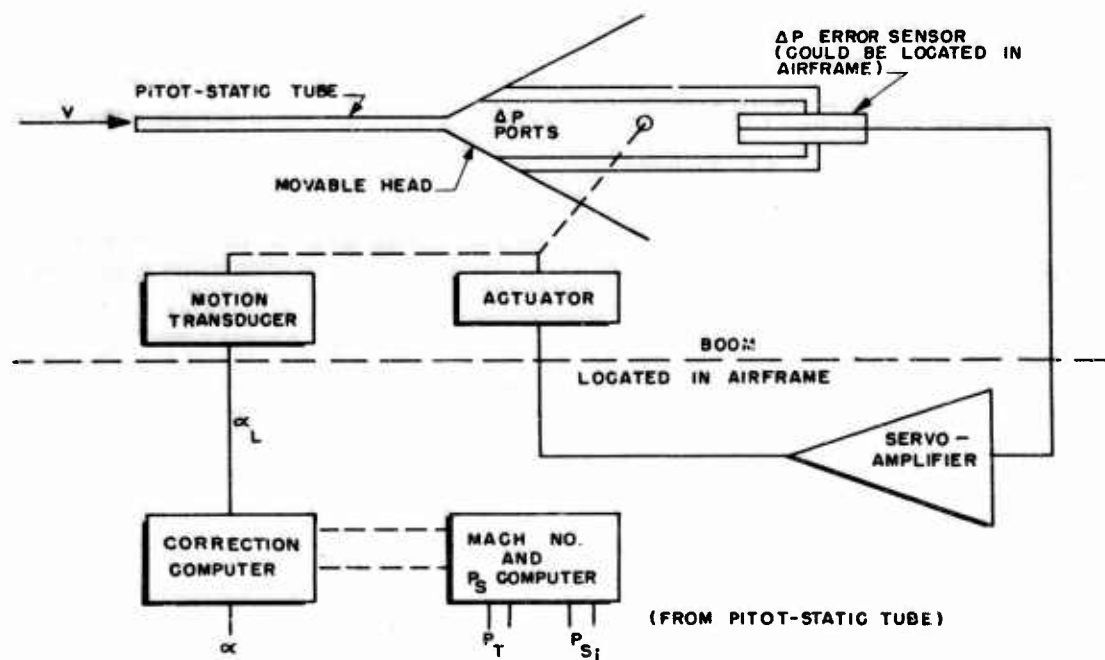 ΔP ERROR SENSOR
(COULD BE LOCATED IN
AIRFRAME)
PITOT-STATIC TUBE
V
ΔP
PORTS
MOVABLE HEAD
MOTION
TRANSDUCER
ACTUATOR
BOOM
LOCATED IN AIRFRAME
∝L
SERVO-
AMPLIFIER
CORRECTION
COMPUTER
MACH NO.
AND
PS COMPUTER
(FROM PITOT-STATIC TUBE)
∝
PT
PSi